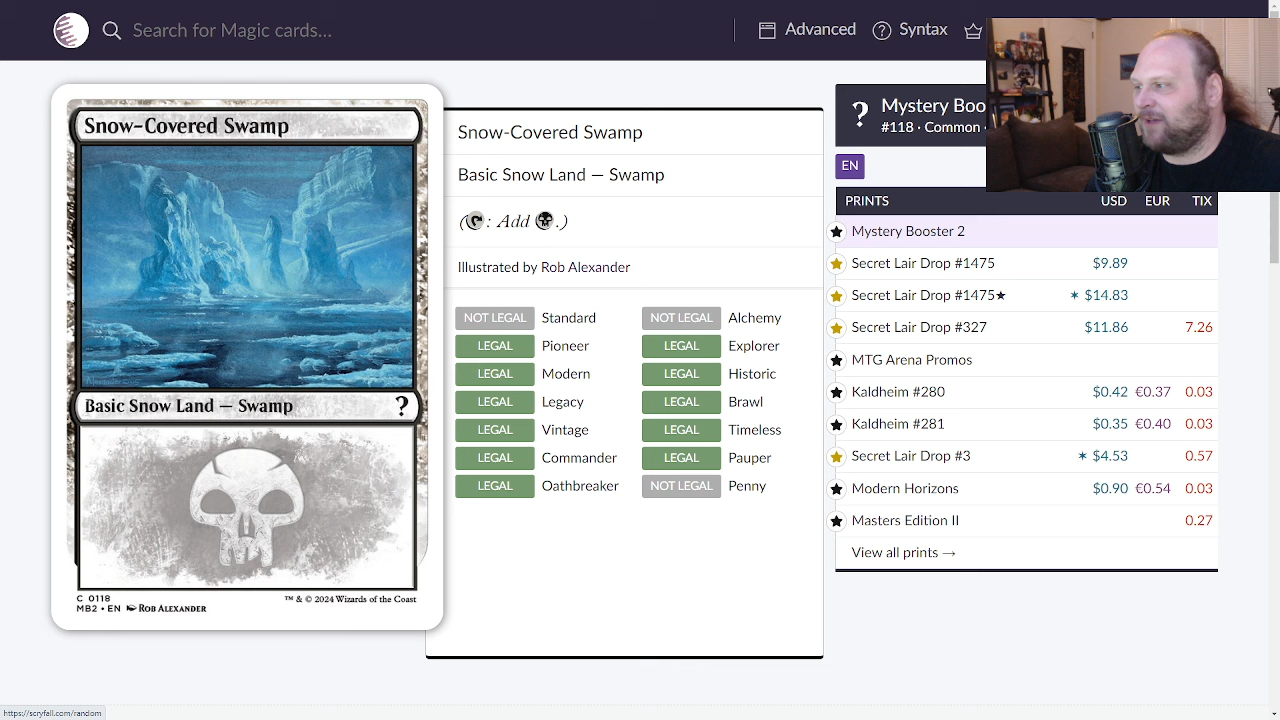 Search for Magic cards...
Advanced
Syntax
Snow-Covered Swamp
Basic Snow Land — Swamp
C 0118
MB2 • EN Rob Alexander
™ & © 2024 Wizards of the Coast
Snow-Covered Swamp
Basic Snow Land — Swamp
( : Add .)
Illustrated by Rob Alexander
NOT LEGAL Standard NOT LEGAL Alchemy
LEGAL Pioneer LEGAL Explorer
LEGAL Modern LEGAL Historic
LEGAL Legacy LEGAL Brawl
LEGAL Vintage LEGAL Timeless
LEGAL Commander LEGAL Pauper
LEGAL Oathbreaker NOT LEGAL Penny
? Mystery Boo
#118 · Common
EN
PRINTS USD EUR TIX
Mystery Booster 2
Secret Lair Drop #1475 $9.89
Secret Lair Drop #1475★ ✶ $14.83
Secret Lair Drop #327 $11.86 7.26
MTG Arena Promos
Kaldheim #280 $0.42 €0.37 0.03
Kaldheim #281 $0.35 €0.40 0.03
Secret Lair Drop #3 ✶ $4.53 0.57
Modern Horizons $0.90 €0.54 0.03
Masters Edition II 0.27
View all prints →
https://scryfall.com/random